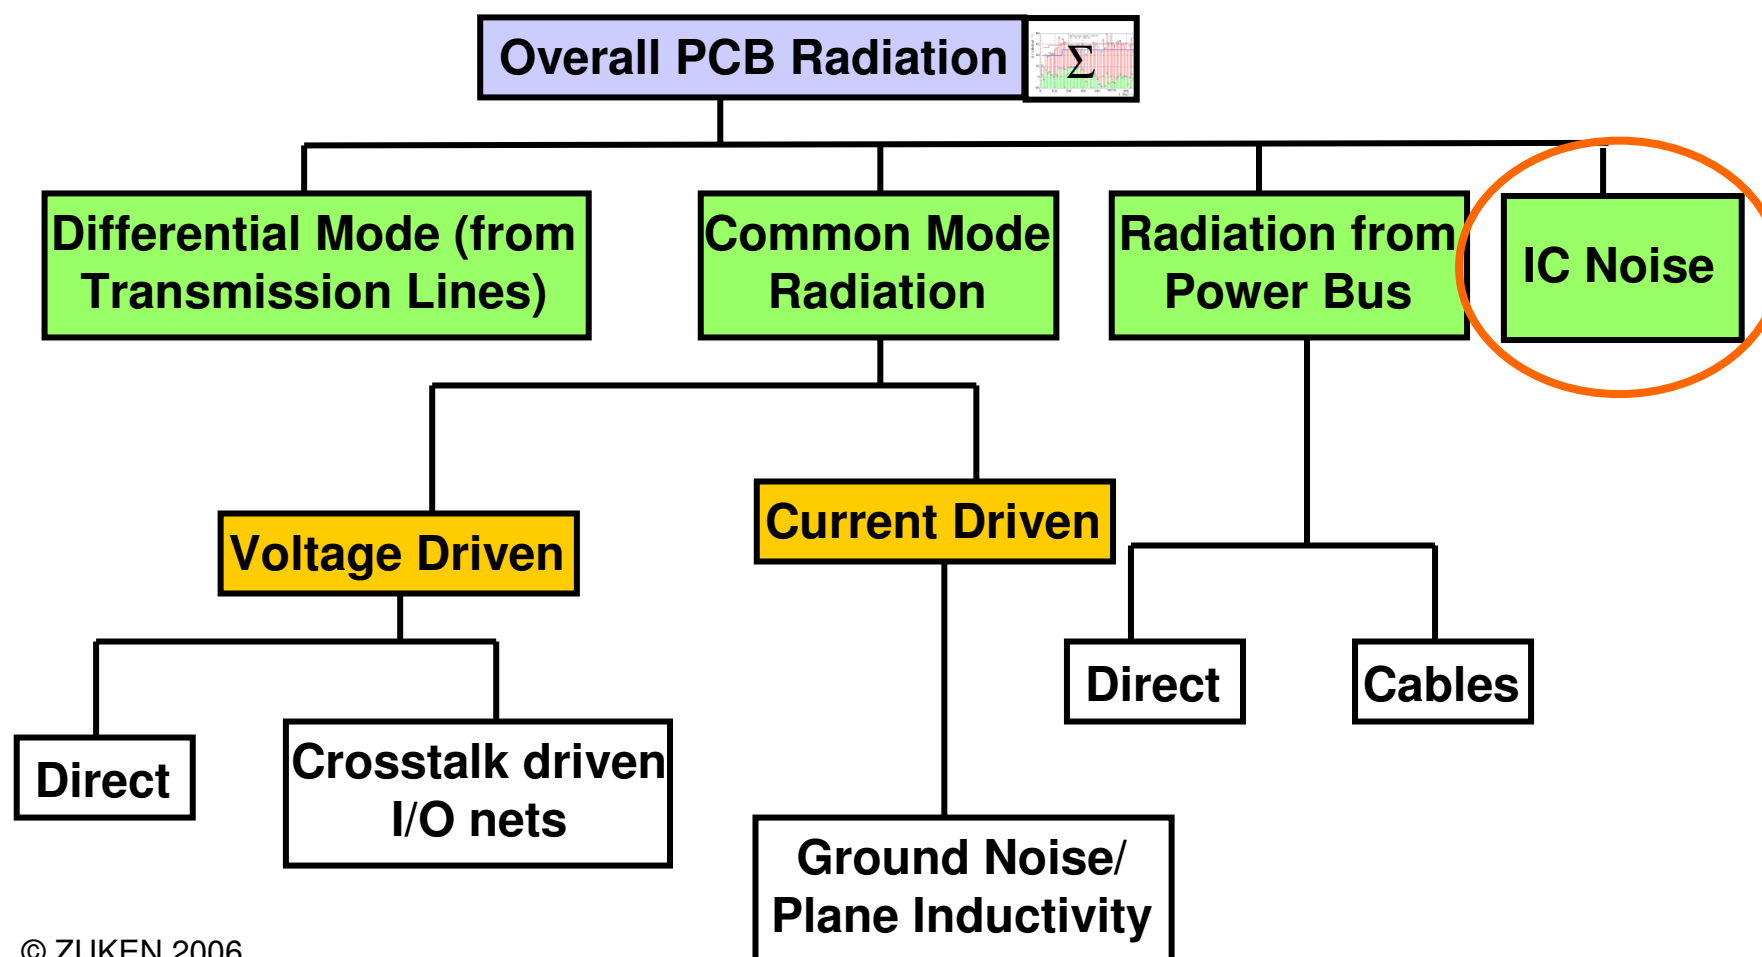 Overall PCB Radiation
Σ
Differential Mode (from
Transmission Lines)
Common Mode
Radiation
Radiation from
Power Bus
IC Noise
Voltage Driven
Current Driven
Direct
Crosstalk driven
I/O nets
Ground Noise/
Plane Inductivity
Direct
Cables
© ZUKEN 2006